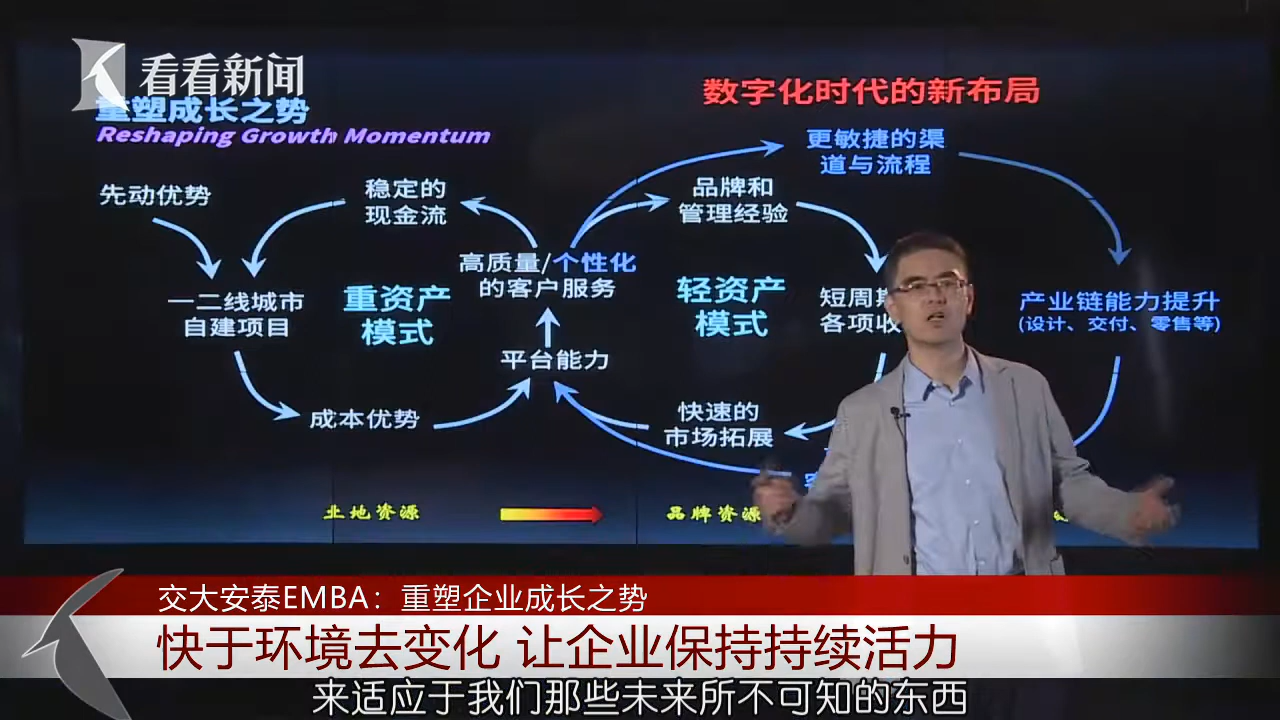 看看新闻
重塑成长之势
Reshaping Growth Momentum
数字化时代的新布局
先动优势
稳定的
现金流
一二线城市
自建项目
重资产
模式
成本优势
高质量/个性化
的客户服务
平台能力
更敏捷的渠
道与流程
品牌和
管理经验
轻资产
模式
短周期
各项收
快速的
市场拓展
产业链能力提升
(设计、交付、零售等)
土地资源
品牌资源
交大安泰EMBA：重塑企业成长之势
快于环境去变化 让企业保持持续活力
来适应于我们那些未来所不可知的东西